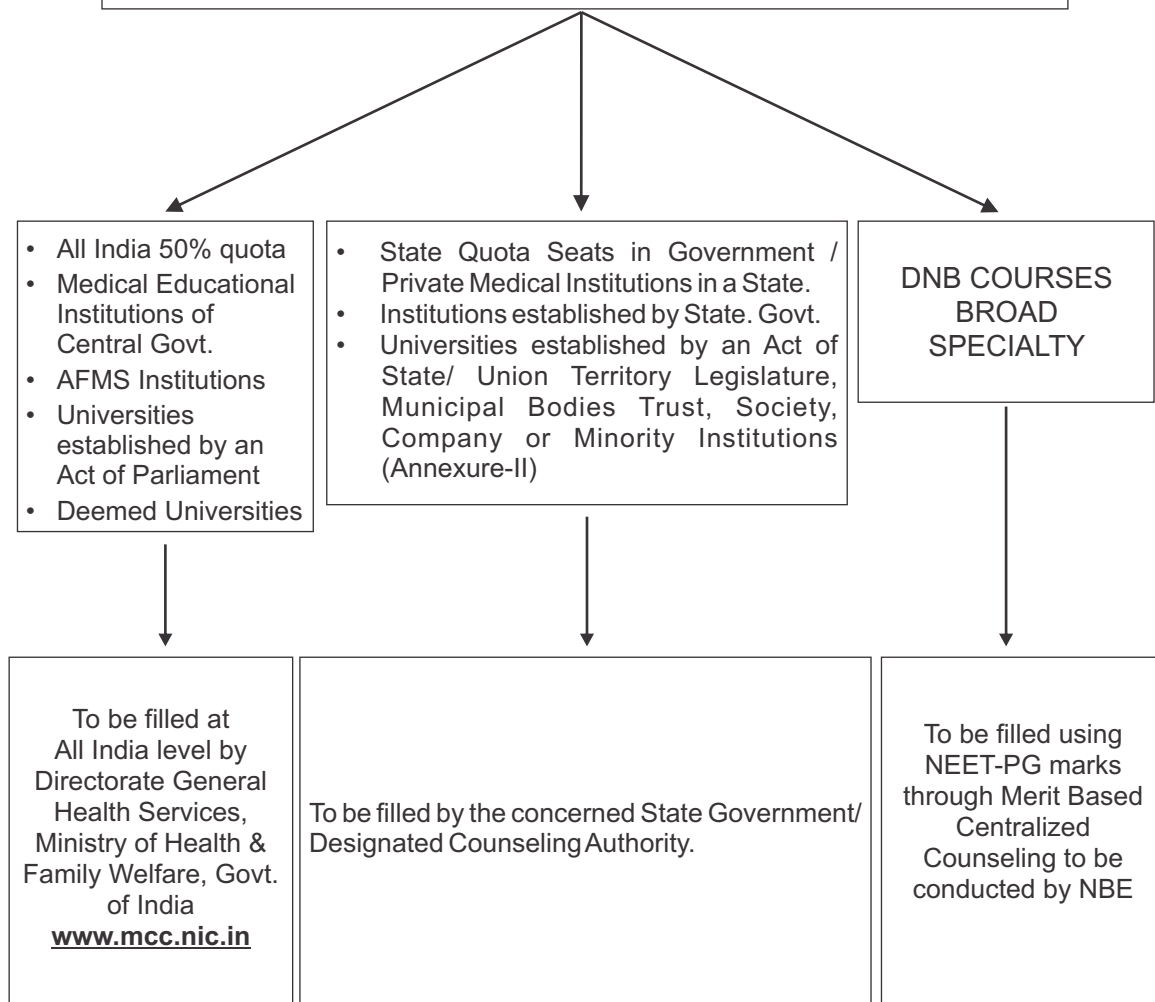 • All India 50% quota
• Medical Educational
Institutions of
Central Govt.
• AFMS Institutions
• Universities
established by an
Act of Parliament
• Deemed Universities
• State Quota Seats in Government /
Private Medical Institutions in a State.
• Institutions established by State. Govt.
• Universities established by an Act of
State/ Union Territory Legislature,
Municipal Bodies Trust, Society,
Company or Minority Institutions
(Annexure-II)
DNB COURSES
BROAD
SPECIALTY
To be filled at
All India level by
Directorate General
Health Services,
Ministry of Health &
Family Welfare, Govt.
of India
www.mcc.nic.in
To be filled by the concerned State Government/
Designated Counseling Authority.
To be filled using
NEET-PG marks
through Merit Based
Centralized
Counseling to be
conducted by NBE